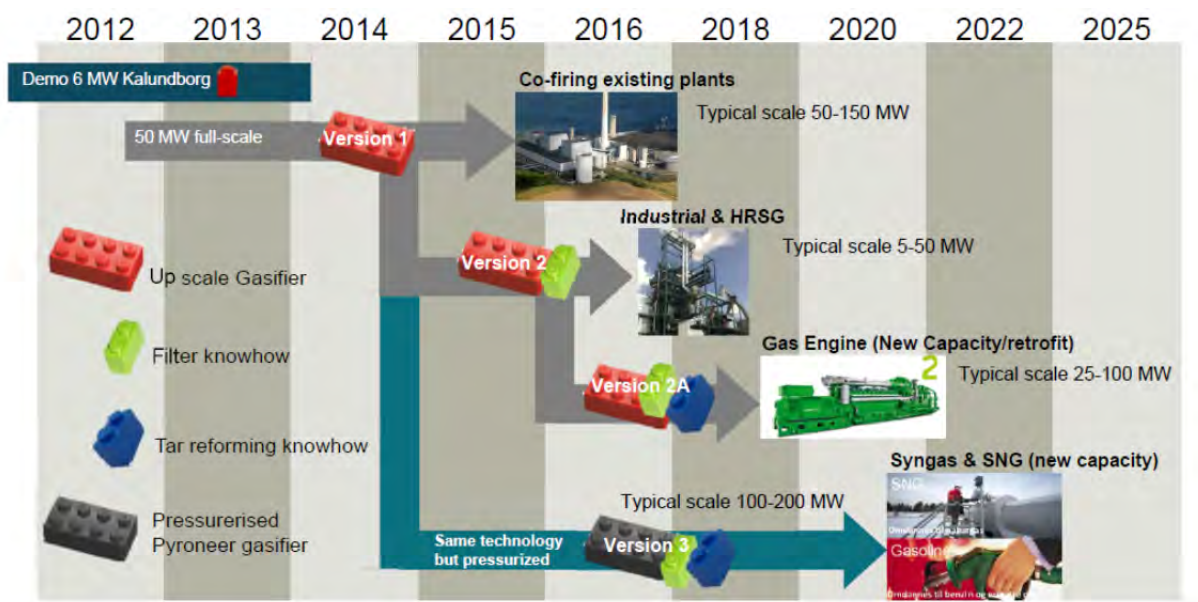 2012 2013 2014 2015 2016 2018 2020 2022 2025
Demo 6 MW Kalundborg
Co-firing existing plants
Typical scale 50-150 MW
50 MW full-scale
Version 1
Industrial & HRSG
Typical scale 5-50 MW
Version 2
Up scale Gasifier
Gas Engine (New Capacity/retrofit)
2
Typical scale 25-100 MW
Filter knowhow
Version 2A
Tar reforming knowhow
Syngas & SNG (new capacity)
SNG
Typical scale 100-200 MW
Pressurerised
Pyroneer gasifier
Same technology
but pressurized
Version 3
Gasoline